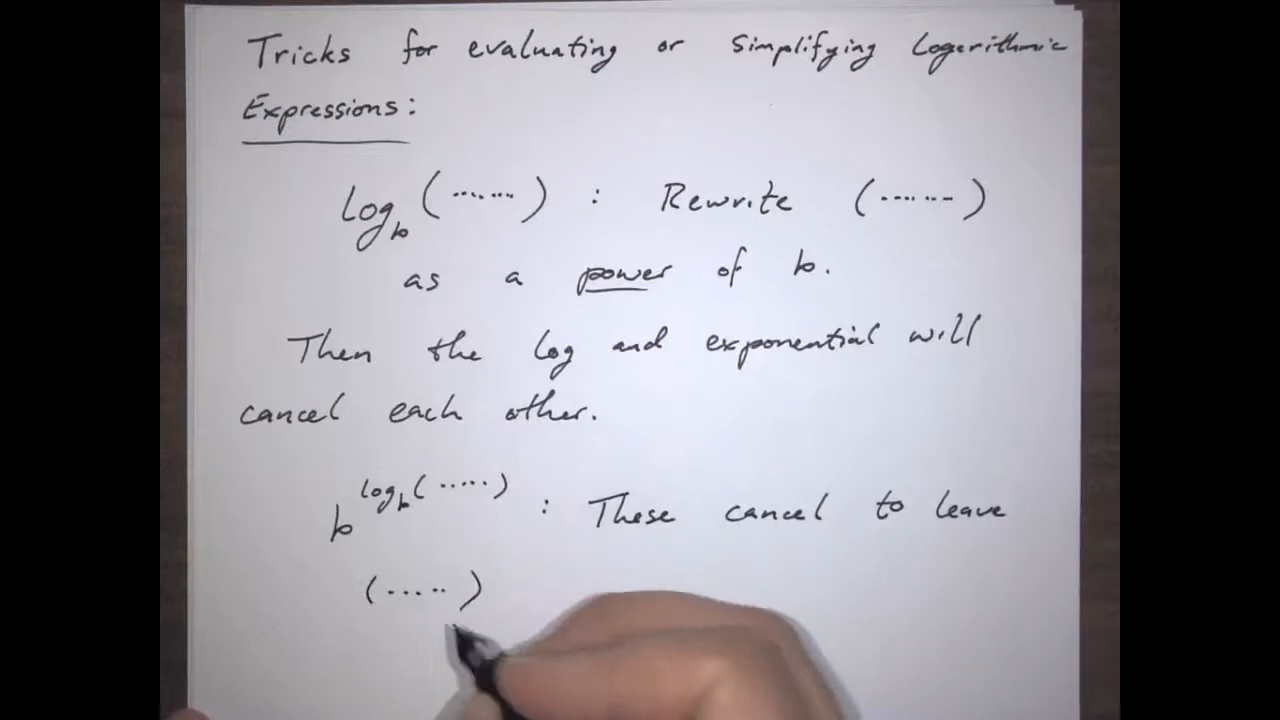 Tricks for evaluating or Simplifying Logarithmic
Expressions:
log_b (.......) : Rewrite (.......)
as a power of b.
Then the log and exponential will
cancel each other.
b^log_b(.....) : These cancel to leave
(.....)